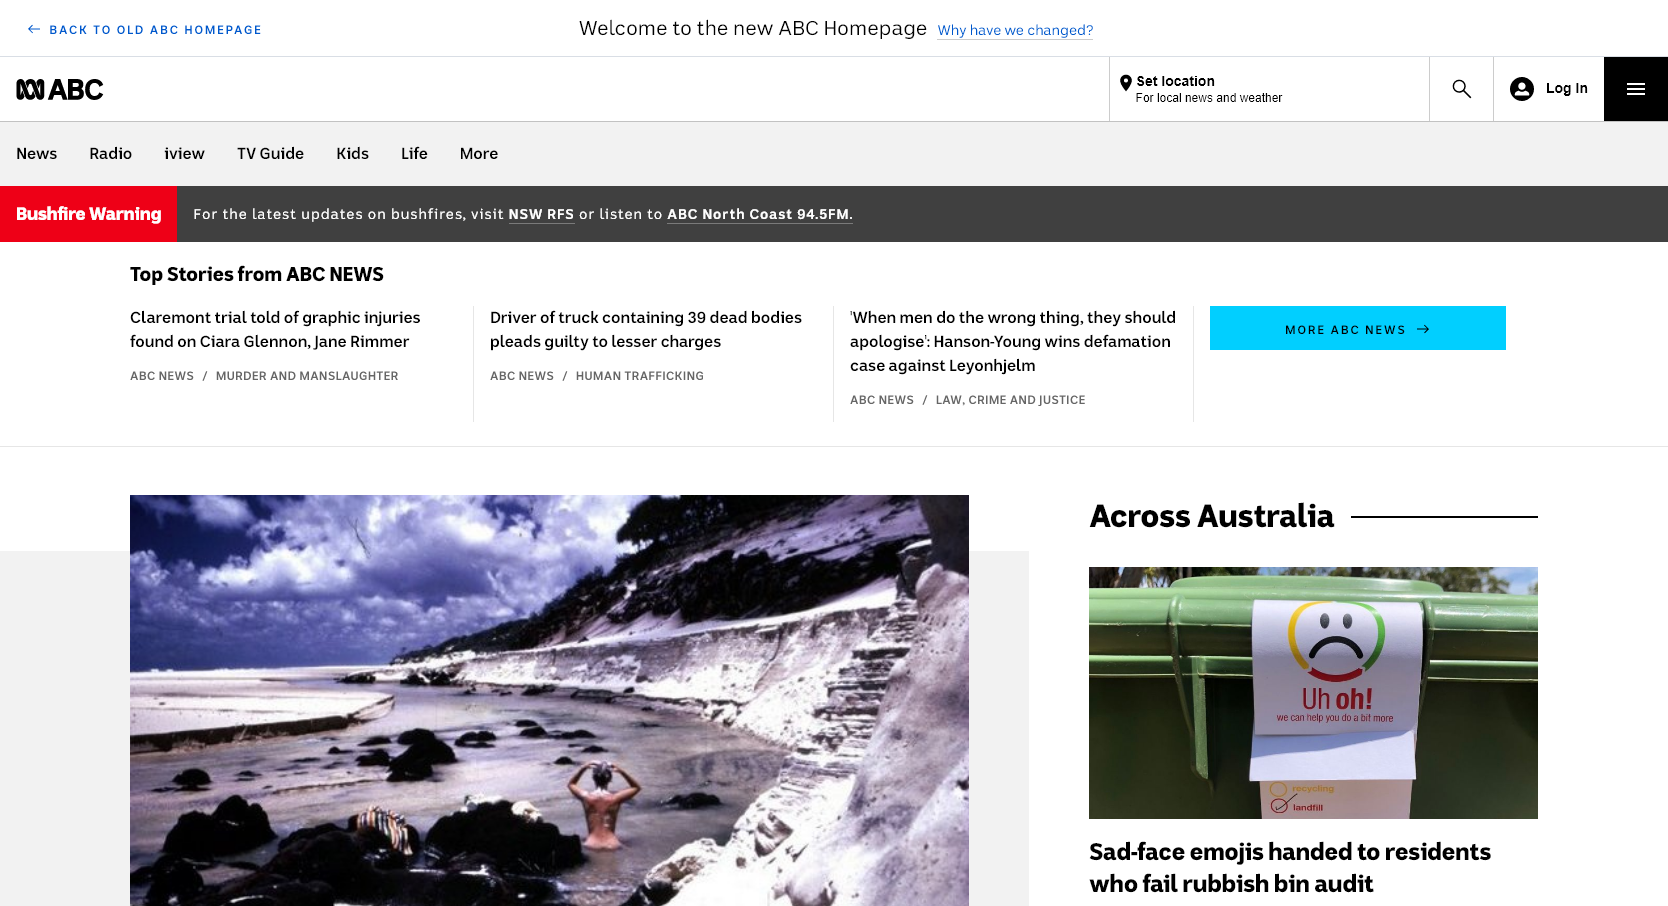 BACK TO OLD ABC HOMEPAGE
Welcome to the new ABC Homepage Why have we changed?
ABC
Set location
For local news and weather
Log In
News Radio iview TV Guide Kids Life More
Bushfire Warning
For the latest updates on bushfires, visit NSW RFS or listen to ABC North Coast 94.5FM.
Top Stories from ABC NEWS
Claremont trial told of graphic injuries
found on Ciara Glennon, Jane Rimmer
ABC NEWS / MURDER AND MANSLAUGHTER
Driver of truck containing 39 dead bodies
pleads guilty to lesser charges
ABC NEWS / HUMAN TRAFFICKING
'When men do the wrong thing, they should
apologise': Hanson-Young wins defamation
case against Leyonhjelm
ABC NEWS / LAW, CRIME AND JUSTICE
MORE ABC NEWS
Across Australia
Uh oh!
we can help you do a bit more
recycling
landfill
Sad-face emojis handed to residents
who fail rubbish bin audit